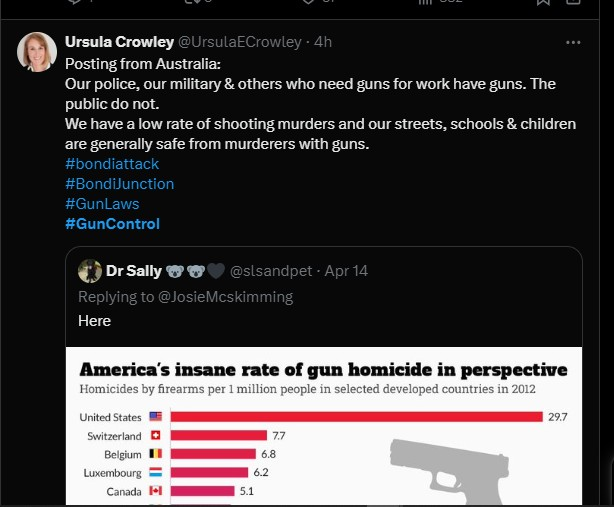 Ursula Crowley @UrsulaECrowley · 4h
Posting from Australia:
Our police, our military & others who need guns for work have guns. The
public do not.
We have a low rate of shooting murders and our streets, schools & children
are generally safe from murderers with guns.
#bondiattack
#BondiJunction
#GunLaws
#GunControl
Dr Sally 🐨🐨🖤 @slsandpet · Apr 14
Replying to @JosieMcskimming
Here
America's insane rate of gun homicide in perspective
Homicides by firearms per 1 million people in selected developed countries in 2012
United States 29.7
Switzerland 7.7
Belgium 6.8
Luxembourg 6.2
Canada 5.1